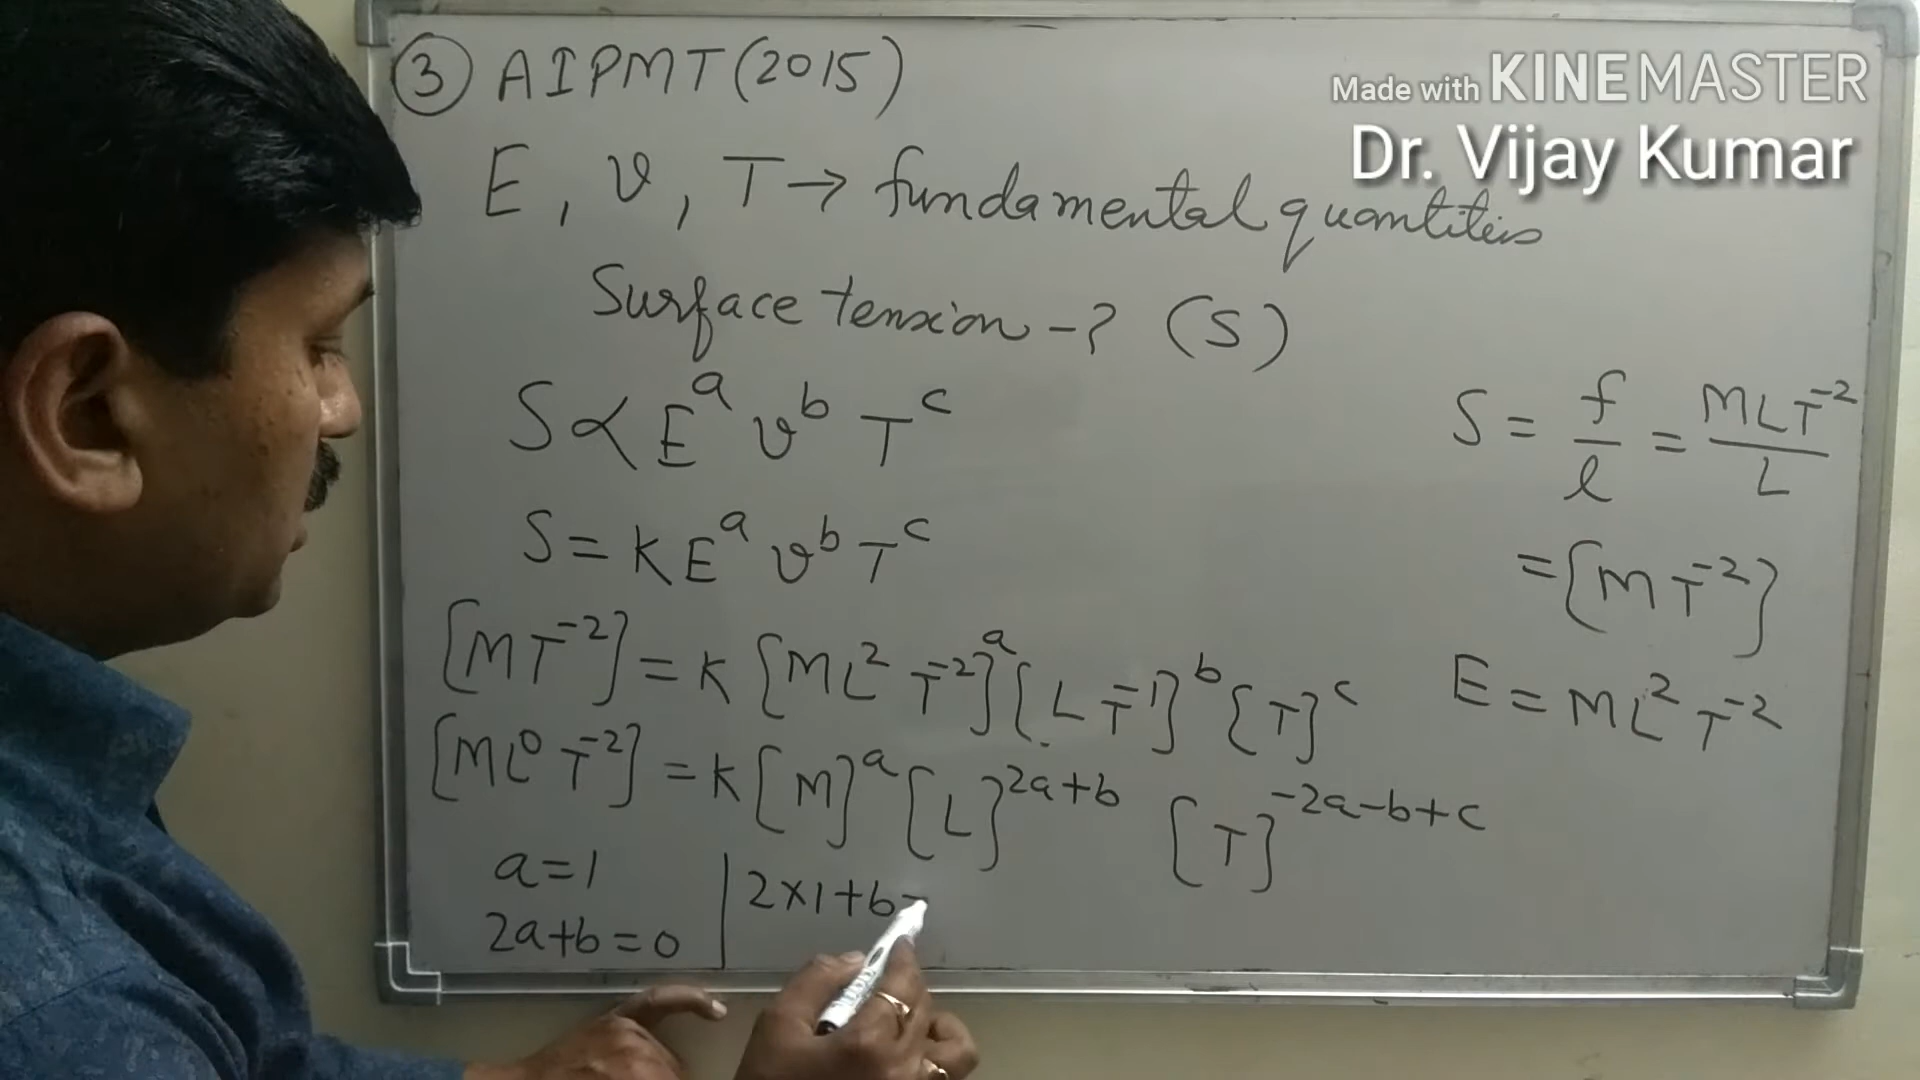 ③ AIPMT (2015)
Made with KINEMASTER
Dr. Vijay Kumar
E, v, T → fundamental quantiteis
Surface tension - ? (S)
S ∝ E^a v^b T^c
S = f/l = MLT^-2/L
S = K E^a v^b T^c
= [MT^-2]
[MT^-2] = K [ML^2 T^-2]^a [LT^-1]^b [T]^c
E = ML^2 T^-2
[ML^0 T^-2] = K [M]^a [L]^2a+b [T]^-2a-b+c
a = 1
2a+b = 0
2×1+b=